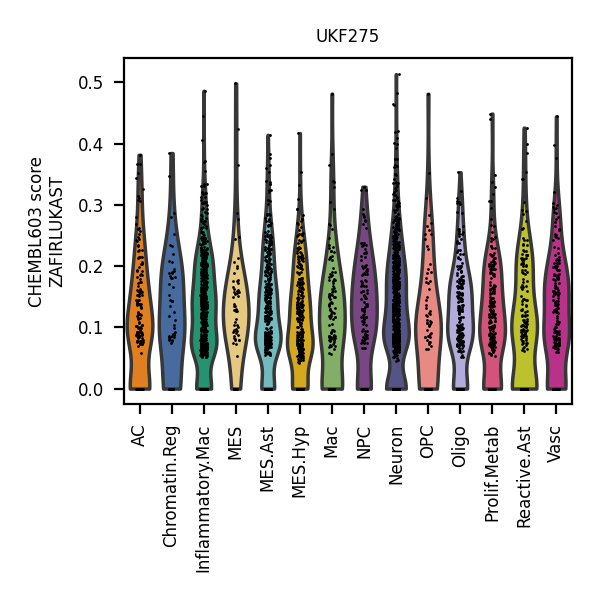 UKF275
CHEMBL603 score
ZAFIRLUKAST
0.5
0.4
0.3
0.2
0.1
0.0
AC
Chromatin.Reg
Inflammatory.Mac
MES
MES.Ast
MES.Hyp
Mac
NPC
Neuron
OPC
Oligo
Prolif.Metab
Reactive.Ast
Vasc